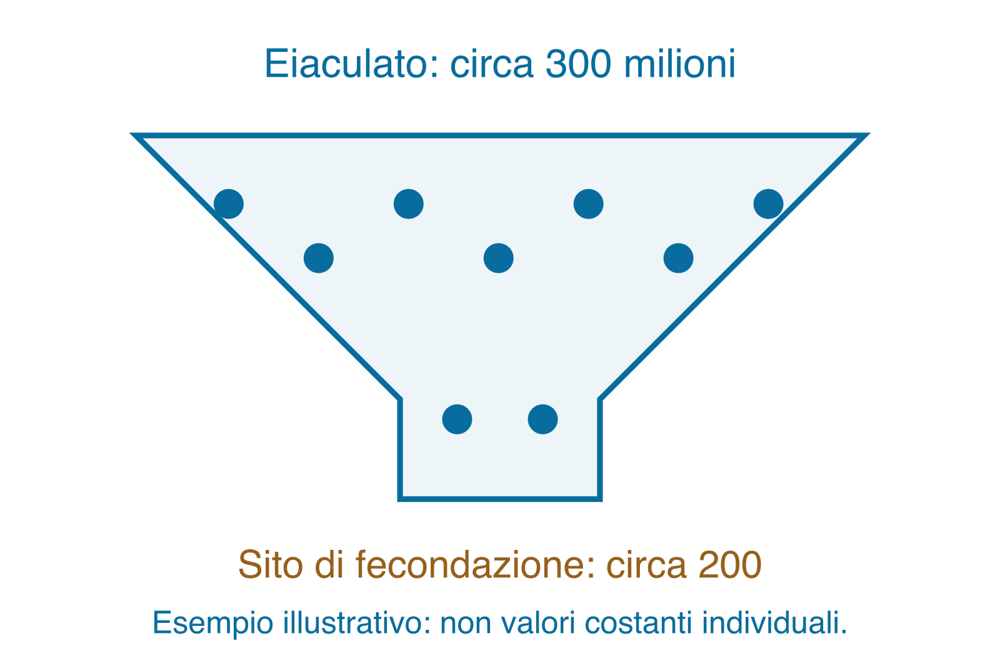 Eiaculato: circa 300 milioni
Sito di fecondazione: circa 200
Esempio illustrativo: non valori costanti individuali.